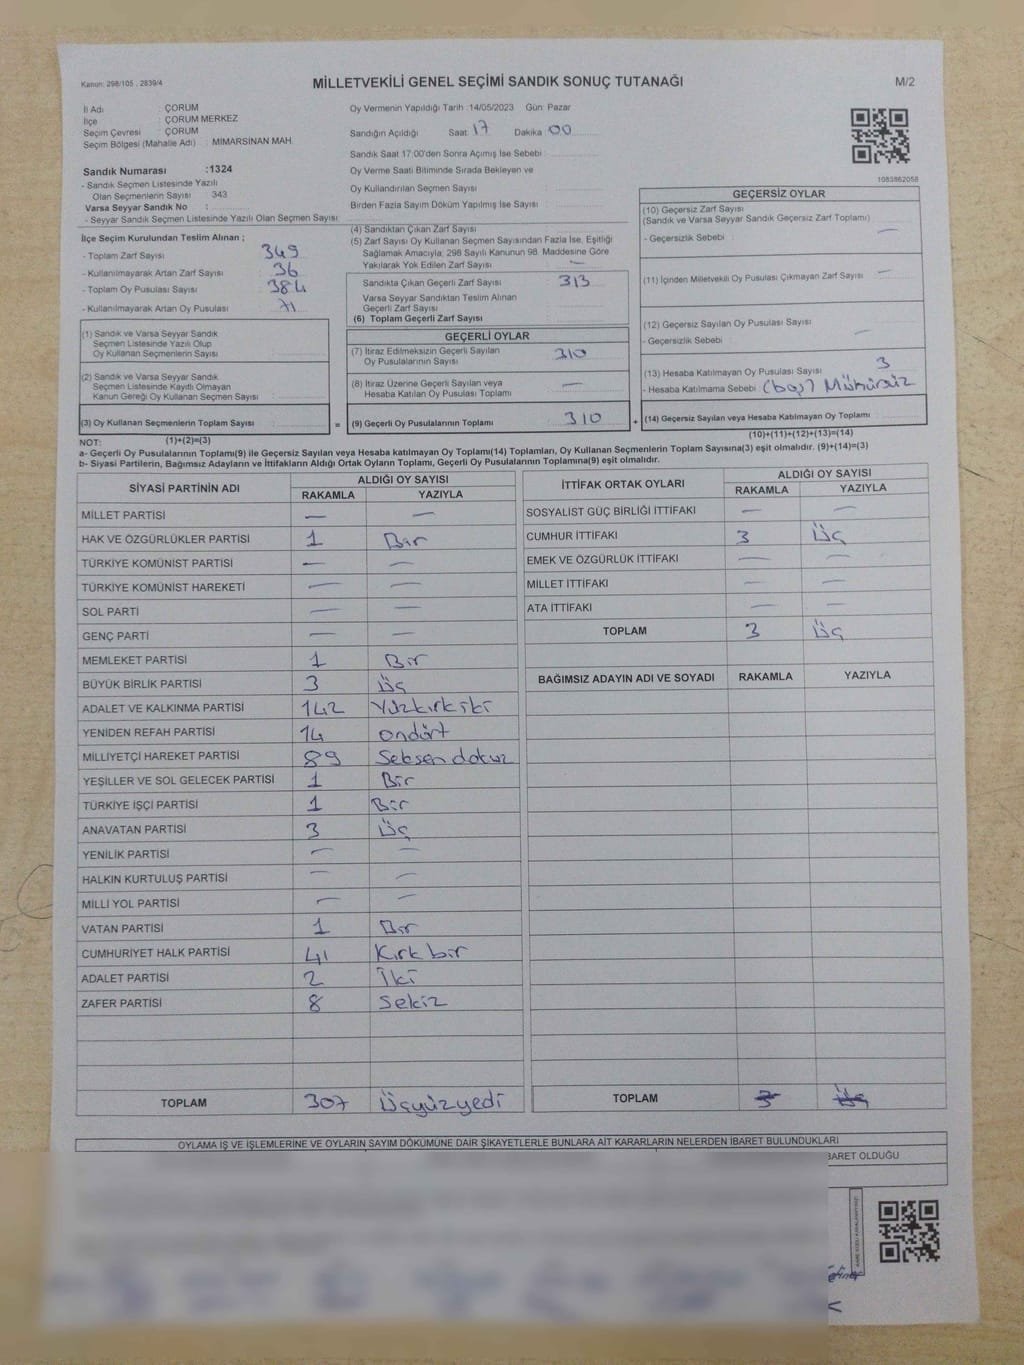 Kanun: 298/105 , 2839/4
MİLLETVEKİLİ GENEL SEÇİMİ SANDIK SONUÇ TUTANAĞI
M/2
İl Adı : ÇORUM
İlçe : ÇORUM MERKEZ
Seçim Çevresi : ÇORUM
Seçim Bölgesi (Mahalle Adı) : MİMARSİNAN MAH.
Sandık Numarası :1324
- Sandık Seçmen Listesinde Yazılı
Olan Seçmenlerin Sayısı : 343
Varsa Seyyar Sandık No :
- Seyyar Sandık Seçmen Listesinde Yazılı Olan Seçmen Sayısı:
Oy Vermenin Yapıldığı Tarih :14/05/2023 Gün: Pazar
Sandığın Açıldığı Saat 17 Dakika 00
Sandık Saat 17:00'den Sonra Açımış İse Sebebi :
Oy Verme Saati Bitiminde Sırada Bekleyen ve
Oy Kullandırılan Seçmen Sayısı :
Birden Fazla Sayım Döküm Yapılmış İse Sayısı :
1083862058
İlçe Seçim Kurulundan Teslim Alınan ;
- Toplam Zarf Sayısı : 349
- Kullanılmayarak Artan Zarf Sayısı : 36
- Toplam Oy Pusulası Sayısı : 384
- Kullanılmayarak Artan Oy Pusulası : 71
(1) Sandık ve Varsa Seyyar Sandık
Seçmen Listesinde Yazılı Olup
Oy Kullanan Seçmenlerin Sayısı :
(2) Sandık ve Varsa Seyyar Sandık
Seçmen Listesinde Kayıtlı Olmayan
Kanun Gereği Oy Kullanan Seçmen Sayısı :
(3) Oy Kullanan Seçmenlerin Toplam Sayısı :
(1)+(2)=(3)
(4) Sandıktan Çıkan Zarf Sayısı :
(5) Zarf Sayısı Oy Kullanan Seçmen Sayısından Fazla İse, Eşitliği
Sağlamak Amacıyla; 298 Sayılı Kanunun 98. Maddesine Göre
Yakılarak Yok Edilen Zarf Sayısı : —
Sandıkta Çıkan Geçerli Zarf Sayısı : 313
Varsa Seyyar Sandıktan Teslim Alınan
Geçerli Zarf Sayısı :
(6) Toplam Geçerli Zarf Sayısı :
GEÇERLİ OYLAR
(7) İtiraz Edilmeksizin Geçerli Sayılan
Oy Pusulalarının Sayısı : 310
(8) İtiraz Üzerine Geçerli Sayılan veya
Hesaba Katılan Oy Pusulası Toplamı : —
= (9) Geçerli Oy Pusulalarının Toplamı : 310 +
GEÇERSİZ OYLAR
(10) Geçersiz Zarf Sayısı
(Sandık ve Varsa Seyyar Sandık Geçersiz Zarf Toplamı) : —
- Geçersizlik Sebebi :
(11) İçinden Milletvekili Oy Pusulası Çıkmayan Zarf Sayısı : —
(12) Geçersiz Sayılan Oy Pusulası Sayısı : —
- Geçersizlik Sebebi :
(13) Hesaba Katılmayan Oy Pusulası Sayısı : 3
- Hesaba Katılmama Sebebi : (boş) Mühürsüz
(14) Geçersiz Sayılan veya Hesaba Katılmayan Oy Toplamı :
(10)+(11)+(12)+(13)=(14)
NOT:
a- Geçerli Oy Pusulalarının Toplamı(9) ile Geçersiz Sayılan veya Hesaba katılmayan Oy Toplamı(14) Toplamları, Oy Kullanan Seçmenlerin Toplam Sayısına(3) eşit olmalıdır. (9)+(14)=(3)
b- Siyasi Partilerin, Bağımsız Adayların ve İttifakların Aldığı Ortak Oyların Toplamı, Geçerli Oy Pusulalarının Toplamına(9) eşit olmalıdır.
SİYASİ PARTİNİN ADI ALDIĞI OY SAYISI
RAKAMLA YAZIYLA
MİLLET PARTİSİ — —
HAK VE ÖZGÜRLÜKLER PARTİSİ 1 Bir
TÜRKİYE KOMÜNİST PARTİSİ — —
TÜRKİYE KOMÜNİST HAREKETİ — —
SOL PARTİ — —
GENÇ PARTİ — —
MEMLEKET PARTİSİ 1 Bir
BÜYÜK BİRLİK PARTİSİ 3 Üç
ADALET VE KALKINMA PARTİSİ 142 Yüzkırkiki
YENİDEN REFAH PARTİSİ 14 ondört
MİLLİYETÇİ HAREKET PARTİSİ 89 Seksen dokuz
YEŞİLLER VE SOL GELECEK PARTİSİ 1 Bir
TÜRKİYE İŞÇİ PARTİSİ 1 Bir
ANAVATAN PARTİSİ 3 Üç
YENİLİK PARTİSİ — —
HALKIN KURTULUŞ PARTİSİ — —
MİLLİ YOL PARTİSİ — —
VATAN PARTİSİ 1 Bir
CUMHURİYET HALK PARTİSİ 41 Kırk bir
ADALET PARTİSİ 2 İki
ZAFER PARTİSİ 8 Sekiz
TOPLAM 307 Üçyüzyedi
İTTİFAK ORTAK OYLARI ALDIĞI OY SAYISI
RAKAMLA YAZIYLA
SOSYALİST GÜÇ BİRLİĞİ İTTİFAKI — —
CUMHUR İTTİFAKI 3 Üç
EMEK VE ÖZGÜRLÜK İTTİFAKI — —
MİLLET İTTİFAKI — —
ATA İTTİFAKI — —
TOPLAM 3 Üç
BAĞIMSIZ ADAYIN ADI VE SOYADI RAKAMLA YAZIYLA
TOPLAM 3 Üç
OYLAMA İŞ VE İŞLEMLERİNE VE OYLARIN SAYIM DÖKÜMÜNE DAİR ŞİKAYETLERLE BUNLARA AİT KARARLARIN NELERDEN İBARET BULUNDUKLARI
BARET OLDUĞU